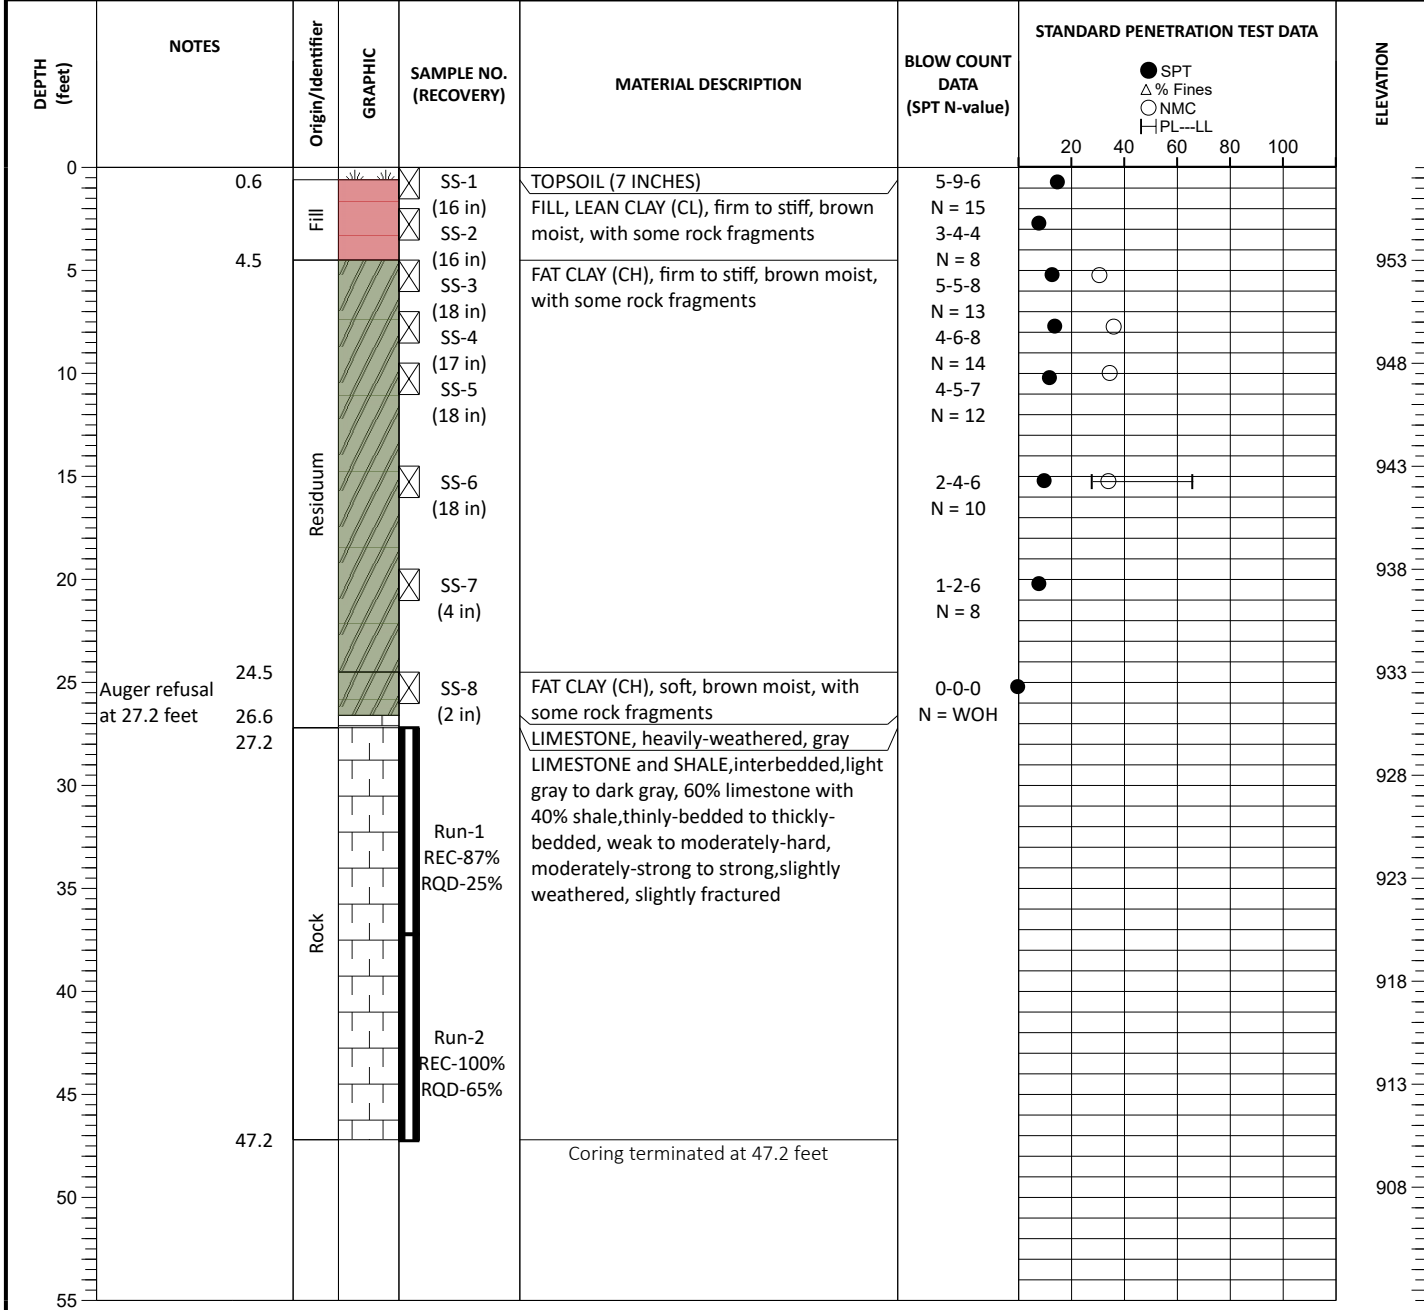 DEPTH
(feet)
NOTES
Origin/Identifier
GRAPHIC
SAMPLE NO.
(RECOVERY)
MATERIAL DESCRIPTION
BLOW COUNT
DATA
(SPT N-value)
STANDARD PENETRATION TEST DATA
SPT
% Fines
NMC
PL---LL
20 40 60 80 100
ELEVATION
0
5
10
15
20
25
30
35
40
45
50
55
0.6
4.5
24.5
Auger refusal
at 27.2 feet
26.6
27.2
47.2
Fill
Residuum
Rock
SS-1
(16 in)
SS-2
(16 in)
SS-3
(18 in)
SS-4
(17 in)
SS-5
(18 in)
SS-6
(18 in)
SS-7
(4 in)
SS-8
(2 in)
Run-1
REC-87%
RQD-25%
Run-2
REC-100%
RQD-65%
TOPSOIL (7 INCHES)
FILL, LEAN CLAY (CL), firm to stiff, brown
moist, with some rock fragments
FAT CLAY (CH), firm to stiff, brown moist,
with some rock fragments
FAT CLAY (CH), soft, brown moist, with
some rock fragments
LIMESTONE, heavily-weathered, gray
LIMESTONE and SHALE,interbedded,light
gray to dark gray, 60% limestone with
40% shale,thinly-bedded to thickly-
bedded, weak to moderately-hard,
moderately-strong to strong,slightly
weathered, slightly fractured
Coring terminated at 47.2 feet
5-9-6
N = 15
3-4-4
N = 8
5-5-8
N = 13
4-6-8
N = 14
4-5-7
N = 12
2-4-6
N = 10
1-2-6
N = 8
0-0-0
N = WOH
953
948
943
938
933
928
923
918
913
908